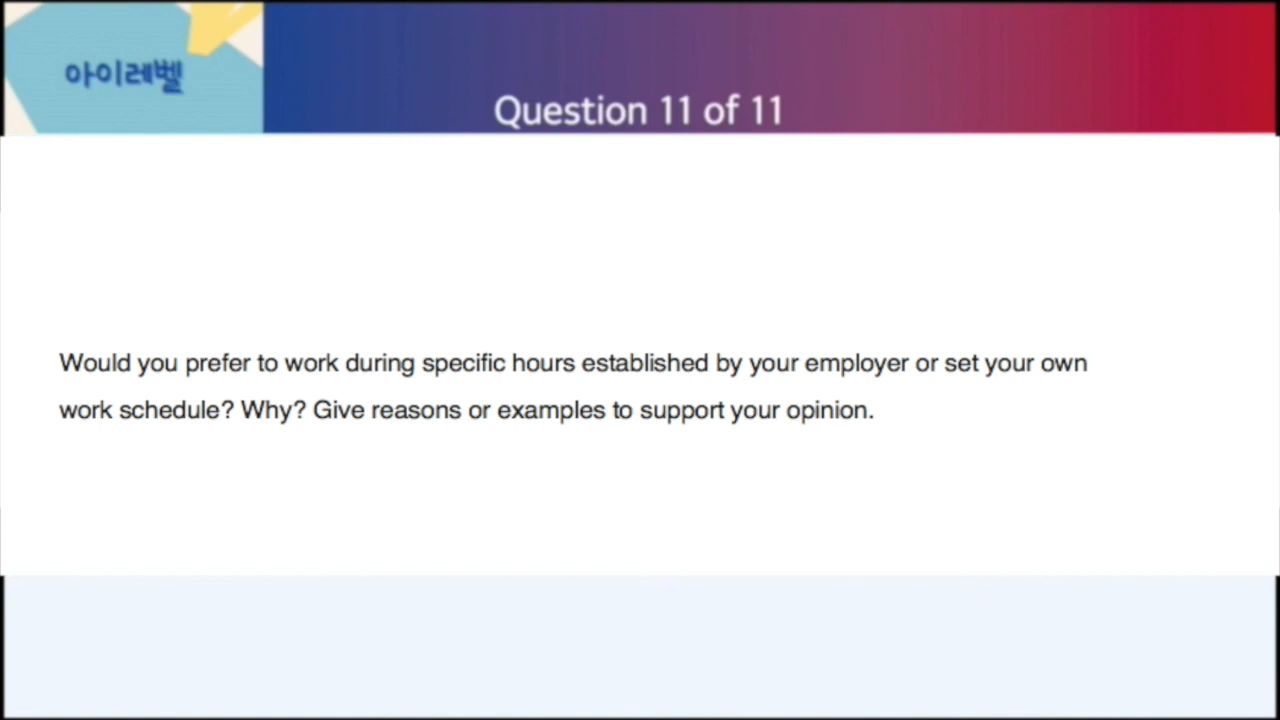 아이레벨
Question 11 of 11
Would you prefer to work during specific hours established by your employer or set your own
work schedule? Why? Give reasons or examples to support your opinion.